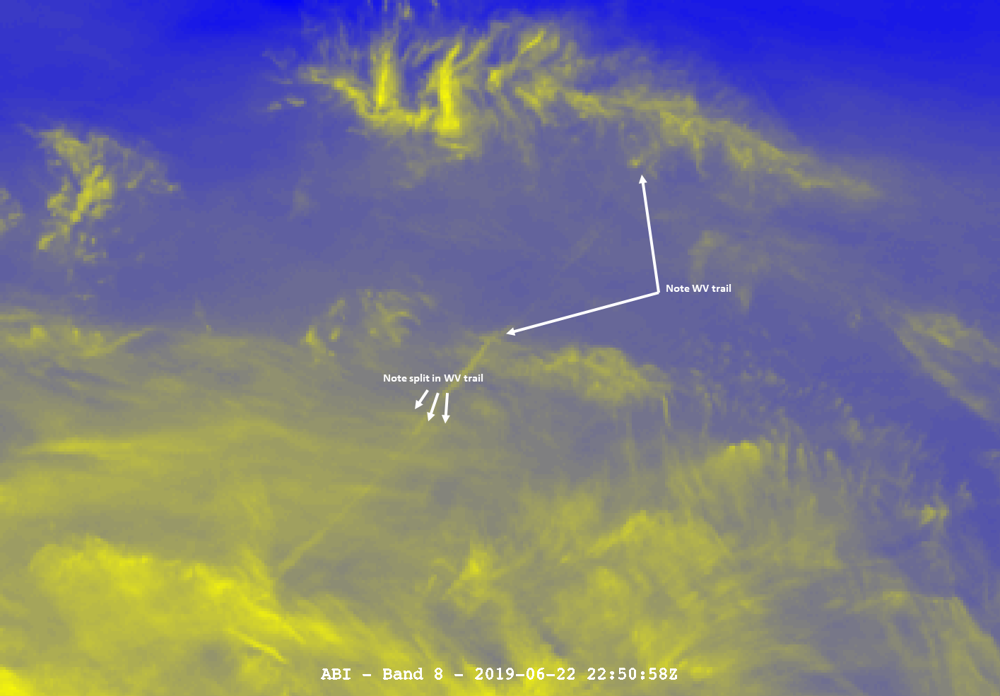 Note WV trail
Note split in WV trail
ABI - Band 8 - 2019-06-22 22:50:58Z